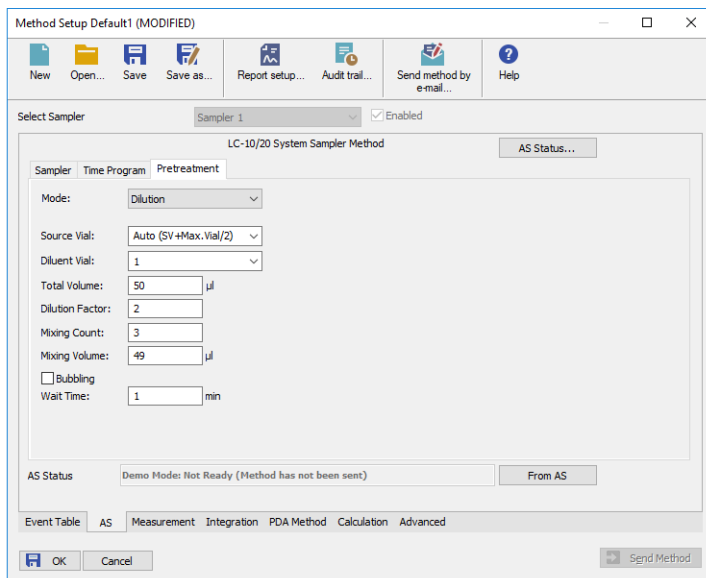 Method Setup Default1 (MODIFIED)
New Open... Save Save as... Report setup... Audit trail... Send method by e-mail... Help
Select Sampler Sampler 1 Enabled
LC-10/20 System Sampler Method AS Status...
Sampler Time Program Pretreatment
Mode: Dilution
Source Vial: Auto (SV+Max.Vial/2)
Diluent Vial: 1
Total Volume: 50 µl
Dilution Factor: 2
Mixing Count: 3
Mixing Volume: 49 µl
Bubbling
Wait Time: 1 min
AS Status Demo Mode: Not Ready (Method has not been sent) From AS
Event Table AS Measurement Integration PDA Method Calculation Advanced
OK Cancel Send Method